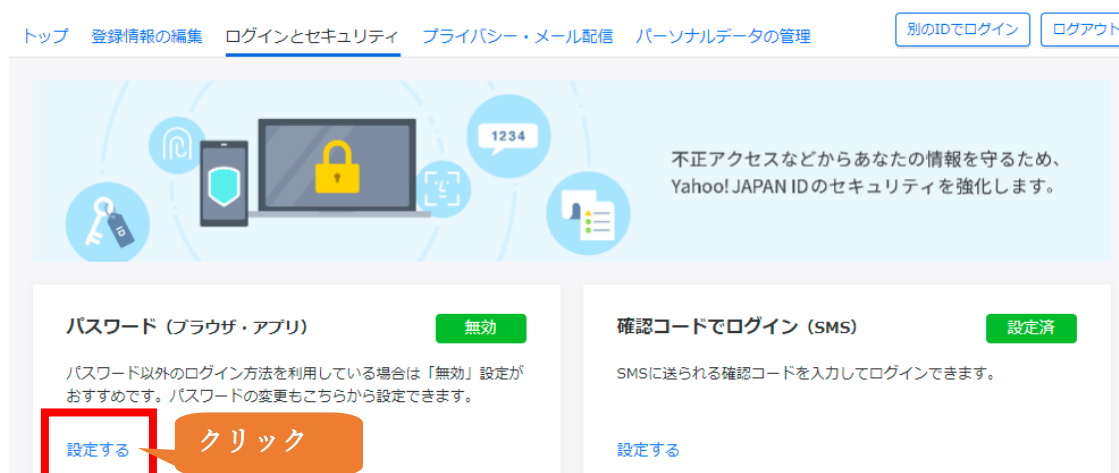 トップ 登録情報の編集 ログインとセキュリティ プライバシー・メール配信 パーソナルデータの管理 別のIDでログイン ログアウト
1234
ID
不正アクセスなどからあなたの情報を守るため、
Yahoo! JAPAN IDのセキュリティを強化します。
パスワード（ブラウザ・アプリ） 無効
パスワード以外のログイン方法を利用している場合は「無効」設定が
おすすめです。パスワードの変更もこちらから設定できます。
設定する
クリック
確認コードでログイン（SMS） 設定済
SMSに送られる確認コードを入力してログインできます。
設定する